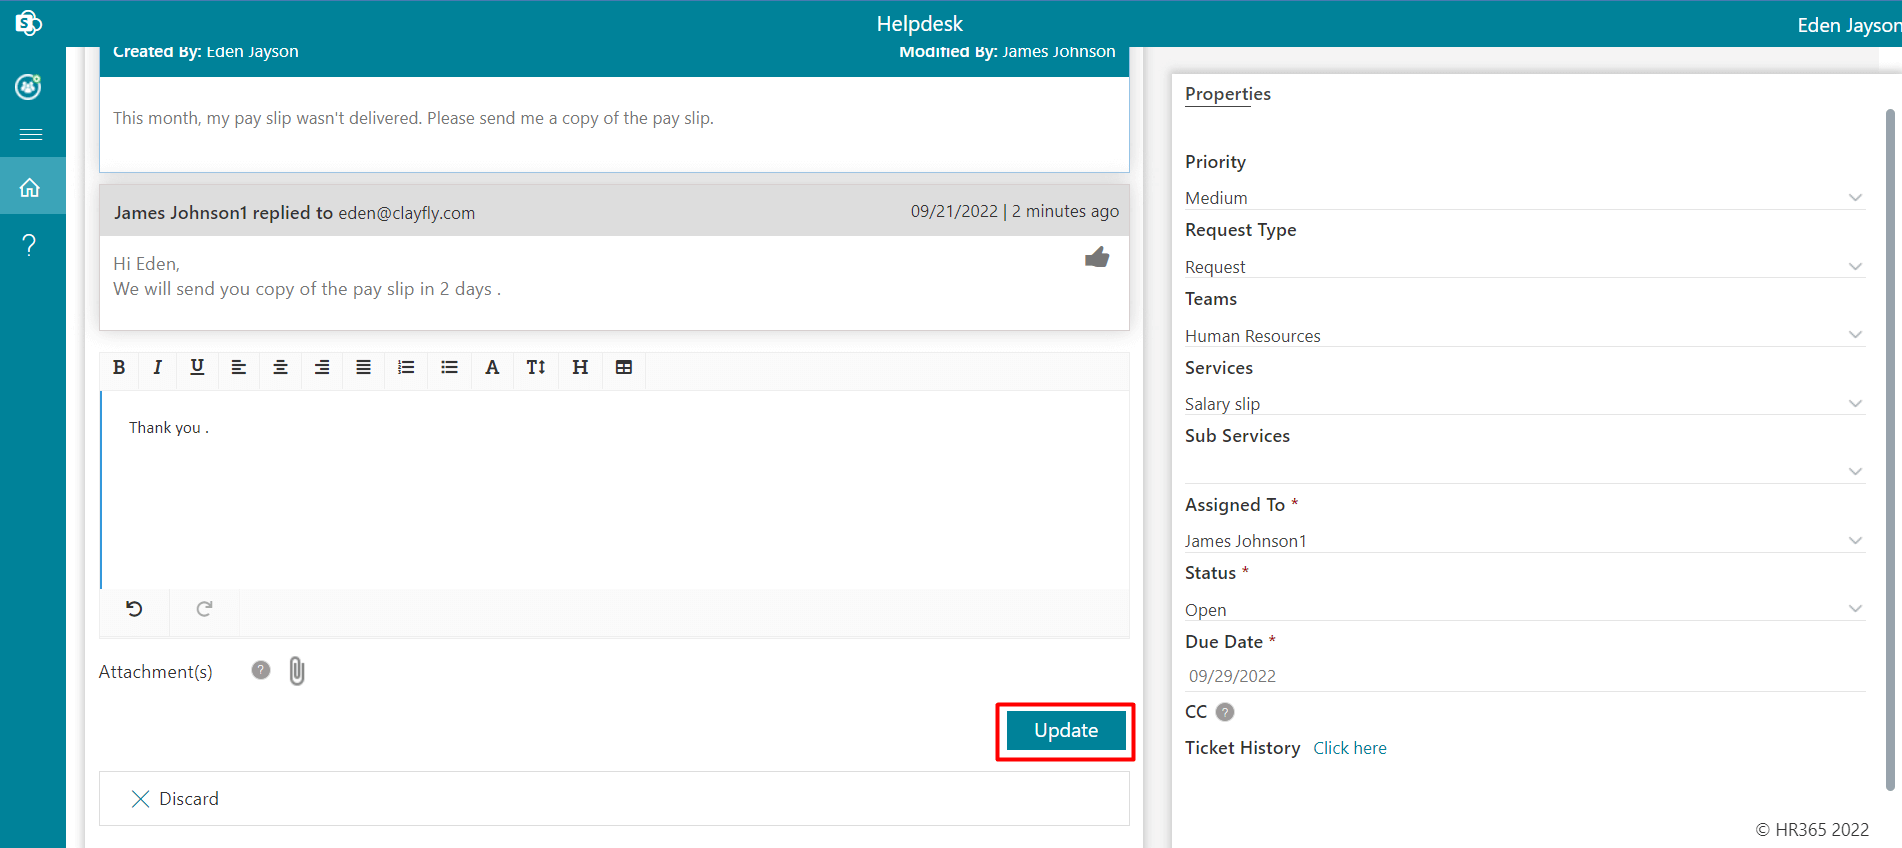 Helpdesk
Eden Jayson
Created By: Eden Jayson
Modified By: James Johnson
This month, my pay slip wasn't delivered. Please send me a copy of the pay slip.
James Johnson1 replied to eden@clayfly.com
09/21/2022 | 2 minutes ago
Hi Eden,
We will send you copy of the pay slip in 2 days .
Thank you .
Attachment(s)
Update
Discard
Properties
Priority
Medium
Request Type
Request
Teams
Human Resources
Services
Salary slip
Sub Services
Assigned To *
James Johnson1
Status *
Open
Due Date *
09/29/2022
CC
Ticket History Click here
© HR365 2022